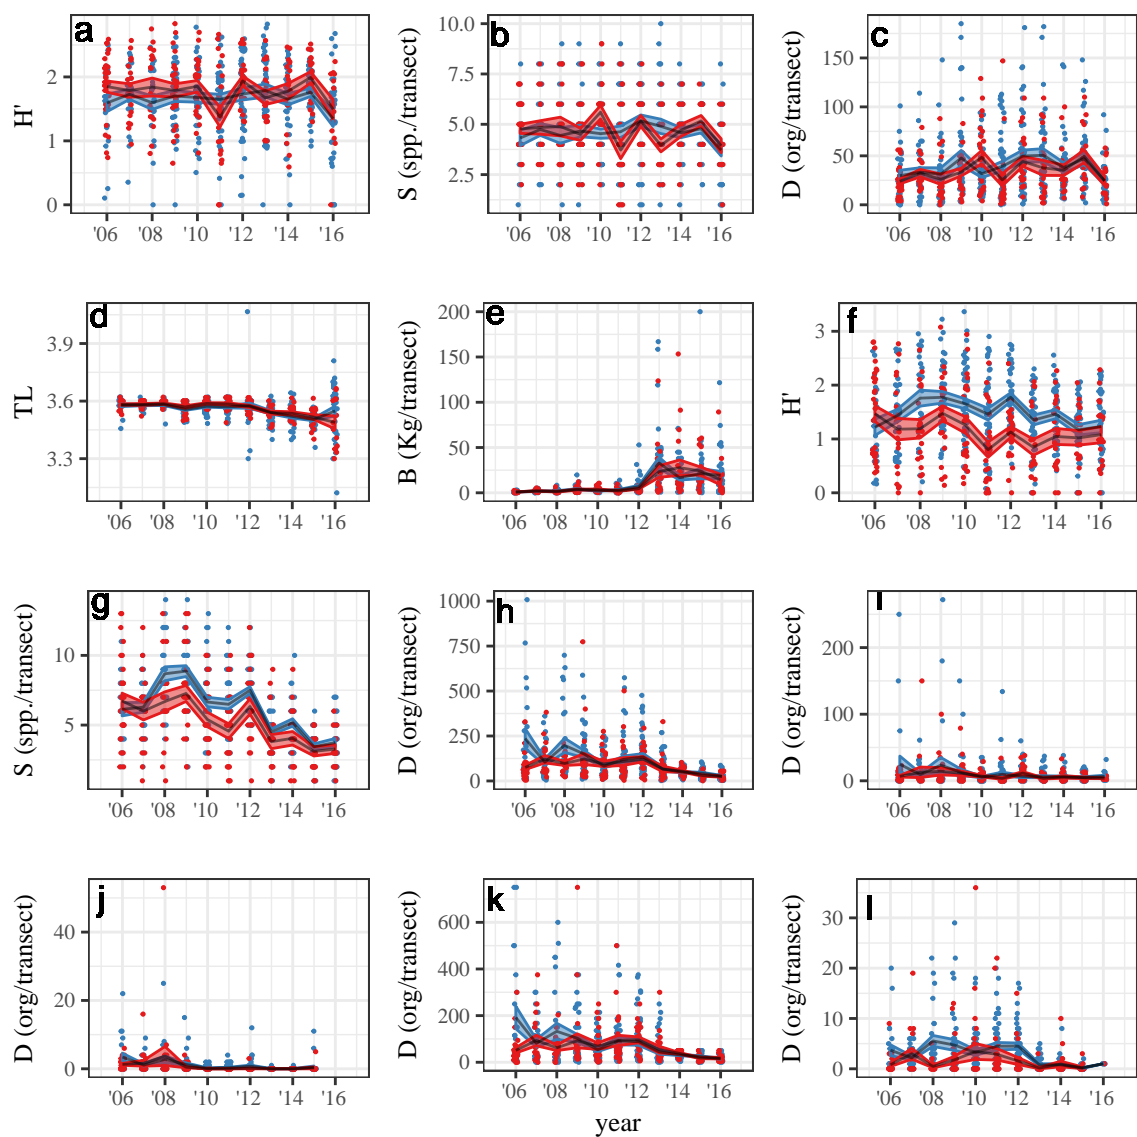 a
H'
2
1
0
'06 '08 '10 '12 '14 '16
b
S (spp./transect)
10.0
7.5
5.0
2.5
'06 '08 '10 '12 '14 '16
c
D (org/transect)
150
100
50
0
'06 '08 '10 '12 '14 '16
d
TL
3.9
3.6
3.3
'06 '08 '10 '12 '14 '16
e
B (Kg/transect)
200
150
100
50
0
'06 '08 '10 '12 '14 '16
f
H'
3
2
1
0
'06 '08 '10 '12 '14 '16
g
S (spp./transect)
10
5
'06 '08 '10 '12 '14 '16
h
D (org/transect)
1000
750
500
250
0
'06 '08 '10 '12 '14 '16
I
D (org/transect)
200
100
0
'06 '08 '10 '12 '14 '16
j
D (org/transect)
40
20
0
'06 '08 '10 '12 '14 '16
k
D (org/transect)
600
400
200
0
'06 '08 '10 '12 '14 '16
l
D (org/transect)
30
20
10
0
'06 '08 '10 '12 '14 '16
year